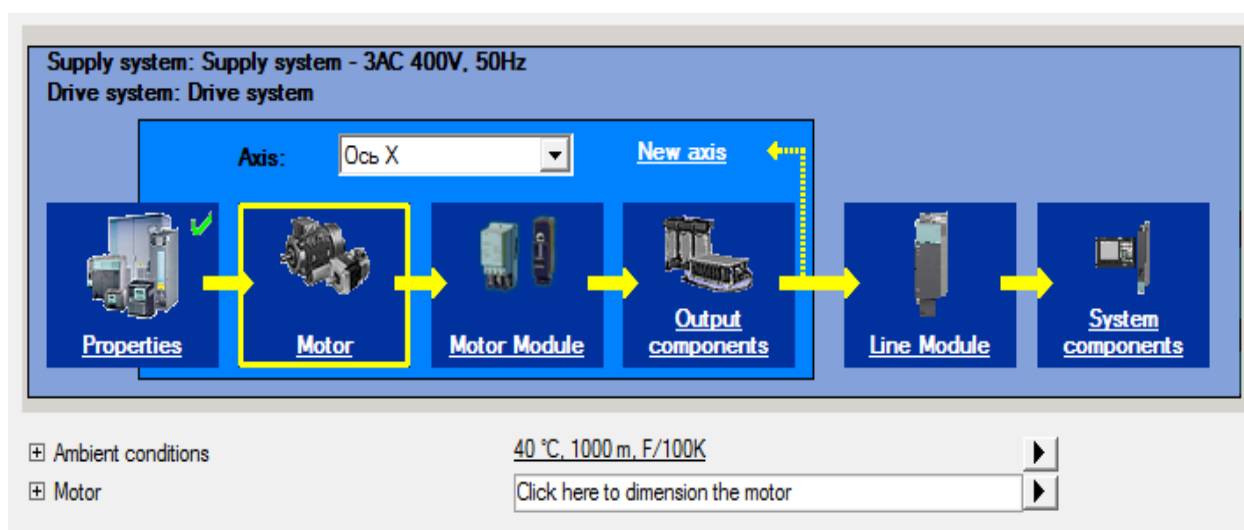 Supply system: Supply system - 3AC 400V, 50Hz
Drive system: Drive system
Axis: Ось X New axis
Properties Motor Motor Module Output components Line Module System components
Ambient conditions 40 °C, 1000 m, F/100K
Motor Click here to dimension the motor